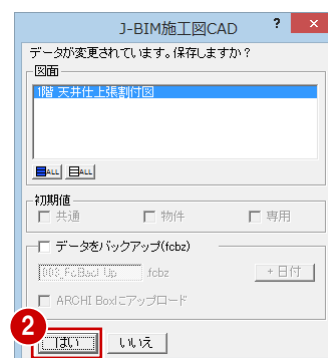 J-BIM施工図CAD ? ×
データが変更されています。保存しますか？
図面
1階 天井仕上張割付図
ALL ALL
初期値
共通 物件 専用
データをバックアップ(fcbz)
003_FcBacl Up fcbz +日付
ARCHI Boxにアップロード
2
はい いいえ